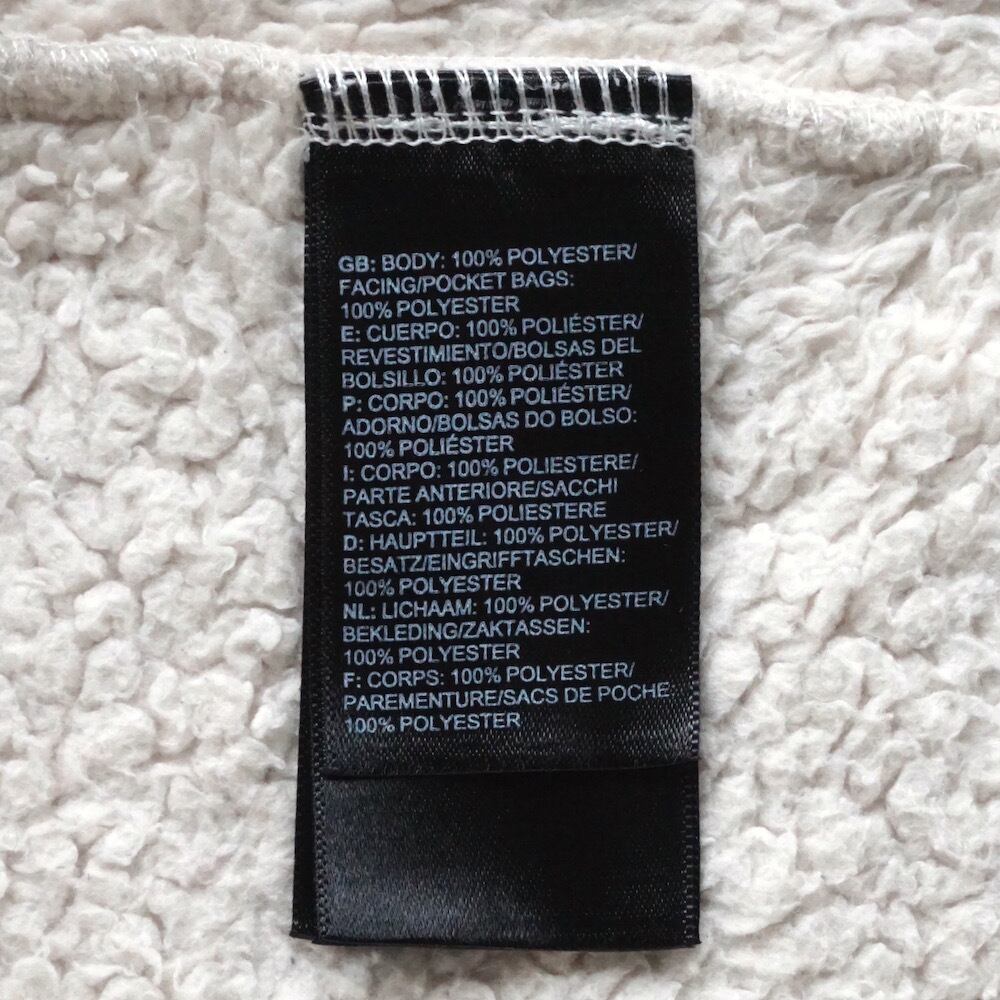 GB: BODY: 100% POLYESTER/
FACING/POCKET BAGS:
100% POLYESTER
E: CUERPO: 100% POLIÉSTER/
REVESTIMIENTO/BOLSAS DEL
BOLSILLO: 100% POLIÉSTER
P: CORPO: 100% POLIÉSTER/
ADORNO/BOLSAS DO BOLSO:
100% POLIÉSTER
I: CORPO: 100% POLIESTERE/
PARTE ANTERIORE/SACCHI
TASCA: 100% POLIESTERE
D: HAUPTTEIL: 100% POLYESTER/
BESATZ/EINGRIFFTASCHEN:
100% POLYESTER
NL: LICHAAM: 100% POLYESTER/
BEKLEDING/ZAKTASSEN:
100% POLYESTER
F: CORPS: 100% POLYESTER/
PAREMENTURE/SACS DE POCHE:
100% POLYESTER